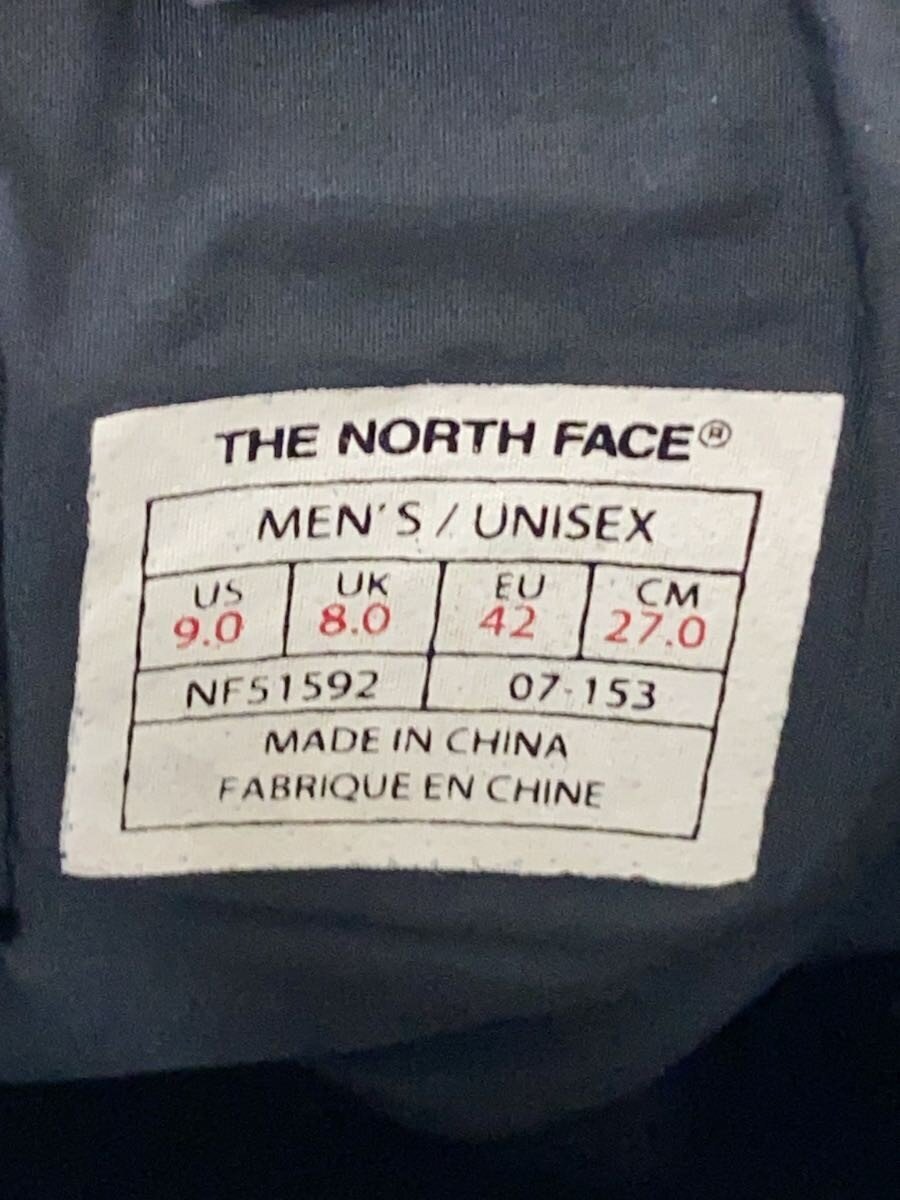 THE NORTH FACE®
MEN'S / UNISEX
US UK EU CM
9.0 8.0 42 27.0
NF51592 07-153
MADE IN CHINA
FABRIQUE EN CHINE